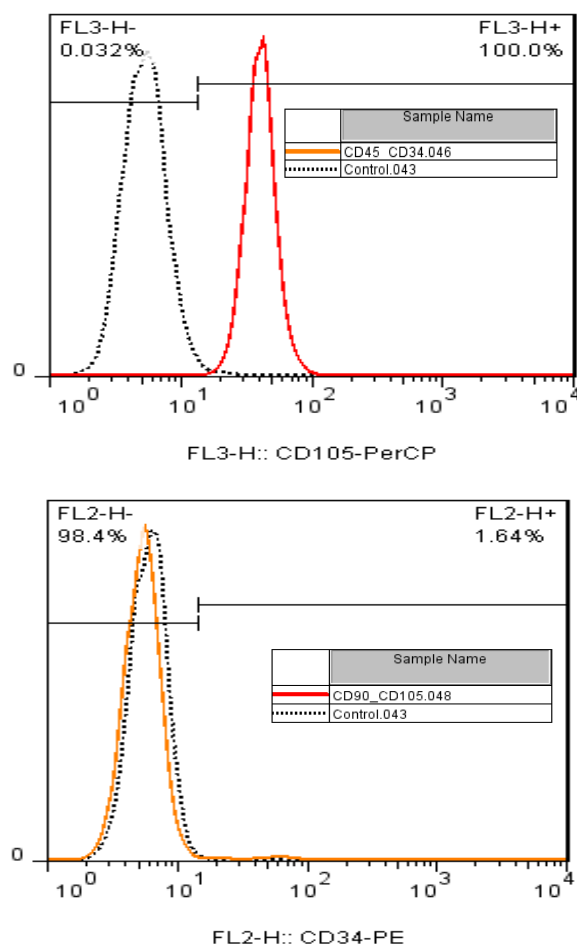 FL3-H- FL3-H+
0.032% 100.0%
Sample Name
CD45_CD34.046
Control.043
0
10^0 10^1 10^2 10^3 10^4
FL3-H:: CD105-PerCP
FL2-H- FL2-H+
98.4% 1.64%
Sample Name
CD90_CD105.048
Control.043
0
10^0 10^1 10^2 10^3 10^4
FL2-H:: CD34-PE